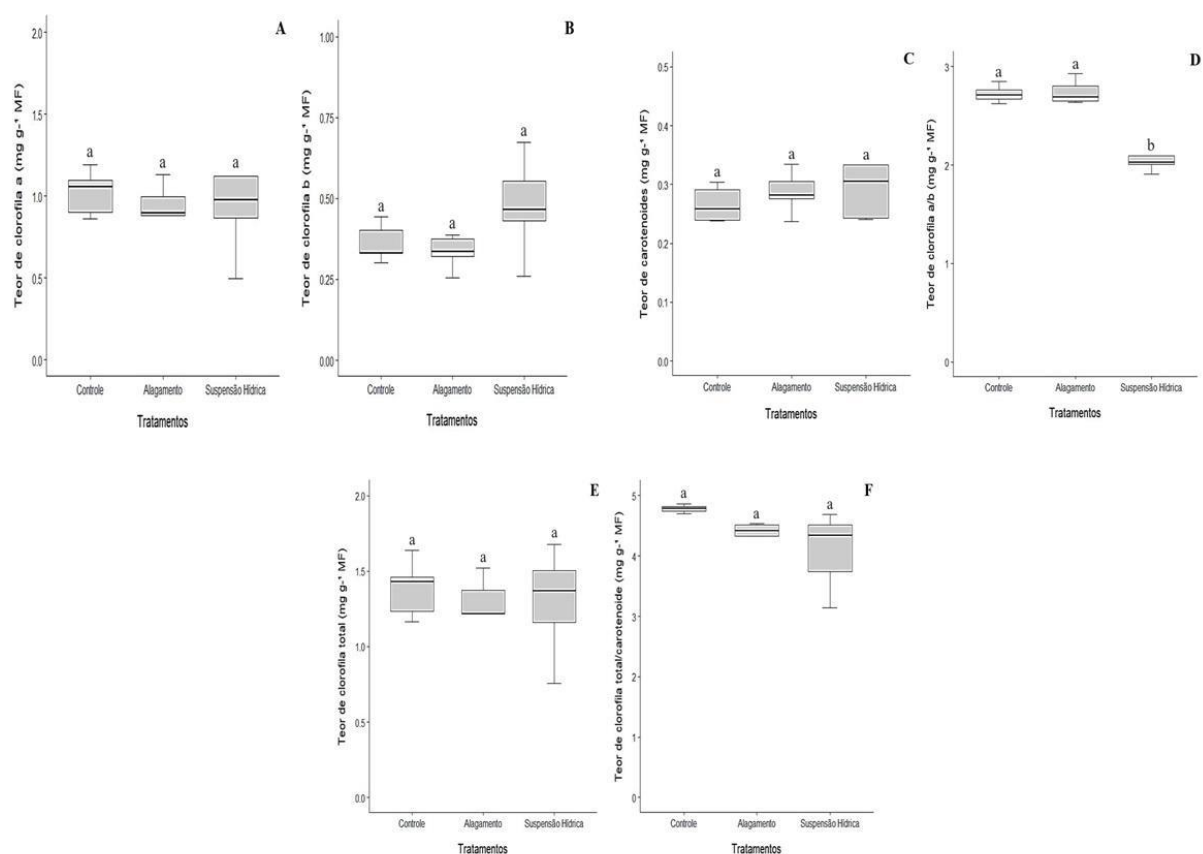 A
Teor de clorofila a (mg g-¹ MF)
2.0
1.5
1.0
0.5
0.0
a
a
a
Controle
Alagamento
Suspensão Hídrica
Tratamentos
B
Teor de clorofila b (mg g-¹ MF)
1.00
0.75
0.50
0.25
0.00
a
a
a
Controle
Alagamento
Suspensão Hídrica
Tratamentos
C
Teor de carotenoides (mg g-¹ MF)
0.5
0.4
0.3
0.2
0.1
0.0
a
a
a
Controle
Alagamento
Suspensão Hídrica
Tratamentos
D
Teor de clorofila a/b (mg g-¹ MF)
3
2
1
0
a
a
b
Controle
Alagamento
Suspensão Hídrica
Tratamentos
E
Teor de clorofila total (mg g-¹ MF)
2.0
1.5
1.0
0.5
0.0
a
a
a
Controle
Alagamento
Suspensão Hídrica
Tratamentos
F
Teor de clorofila total/carotenoide (mg g-¹ MF)
5
4
3
2
1
0
a
a
a
Controle
Alagamento
Suspensão Hídrica
Tratamentos